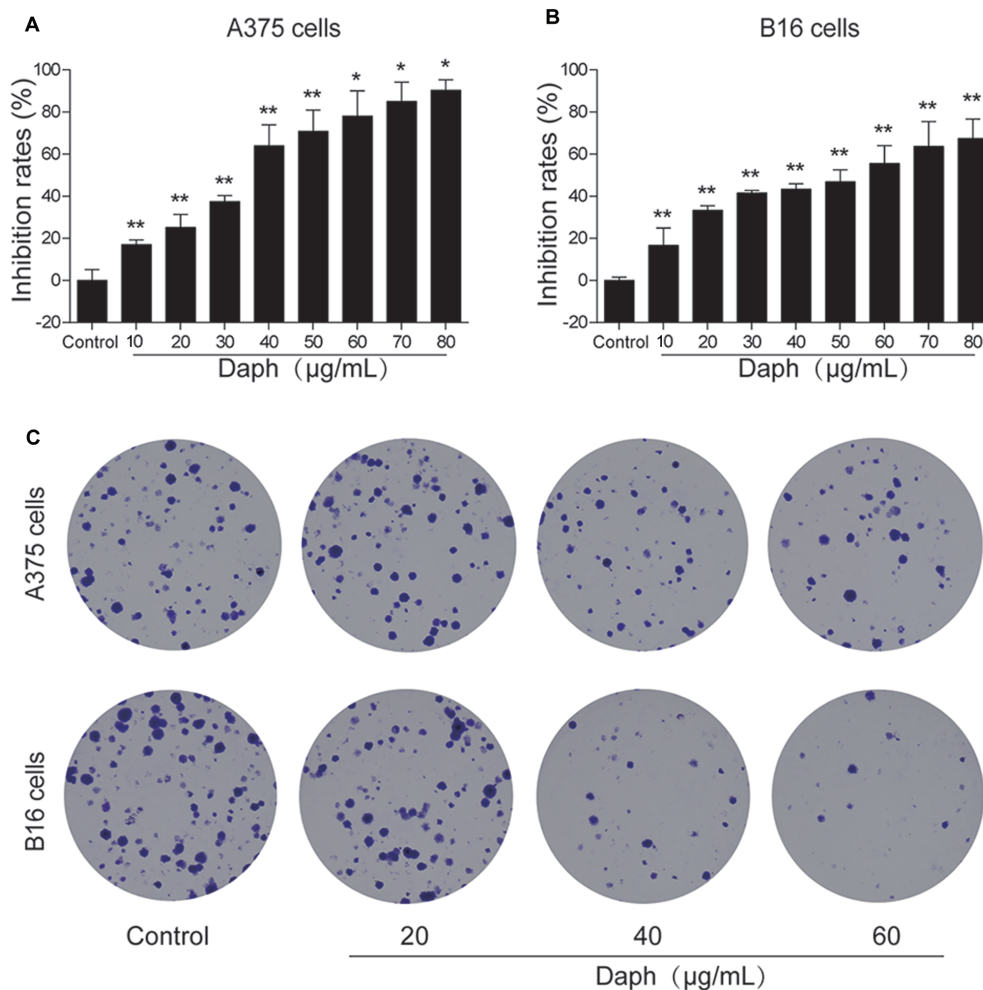 A
A375 cells
Inhibition rates (%)
100
80
60
40
20
0
-20
** ** ** ** ** * * *
Control 10 20 30 40 50 60 70 80
Daph（µg/mL）
B
B16 cells
Inhibition rates (%)
100
80
60
40
20
0
-20
** ** ** ** ** ** ** **
Control 10 20 30 40 50 60 70 80
Daph（µg/mL）
C
A375 cells
B16 cells
Control 20 40 60
Daph（µg/mL）